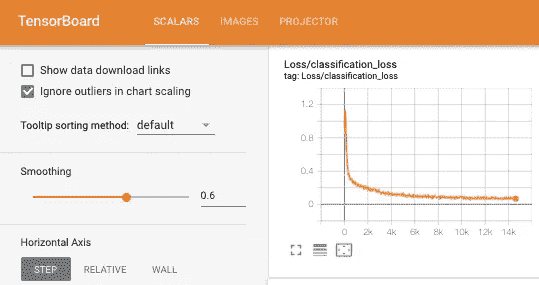 TensorBoard
SCALARS IMAGES PROJECTOR
Show data download links
Ignore outliers in chart scaling
Tooltip sorting method: default
Smoothing
0.6
Horizontal Axis
STEP RELATIVE WALL
Loss/classification_loss
tag: Loss/classification_loss
1.2
0.8
0.4
0
0 2k 4k 6k 8k 10k 12k 14k